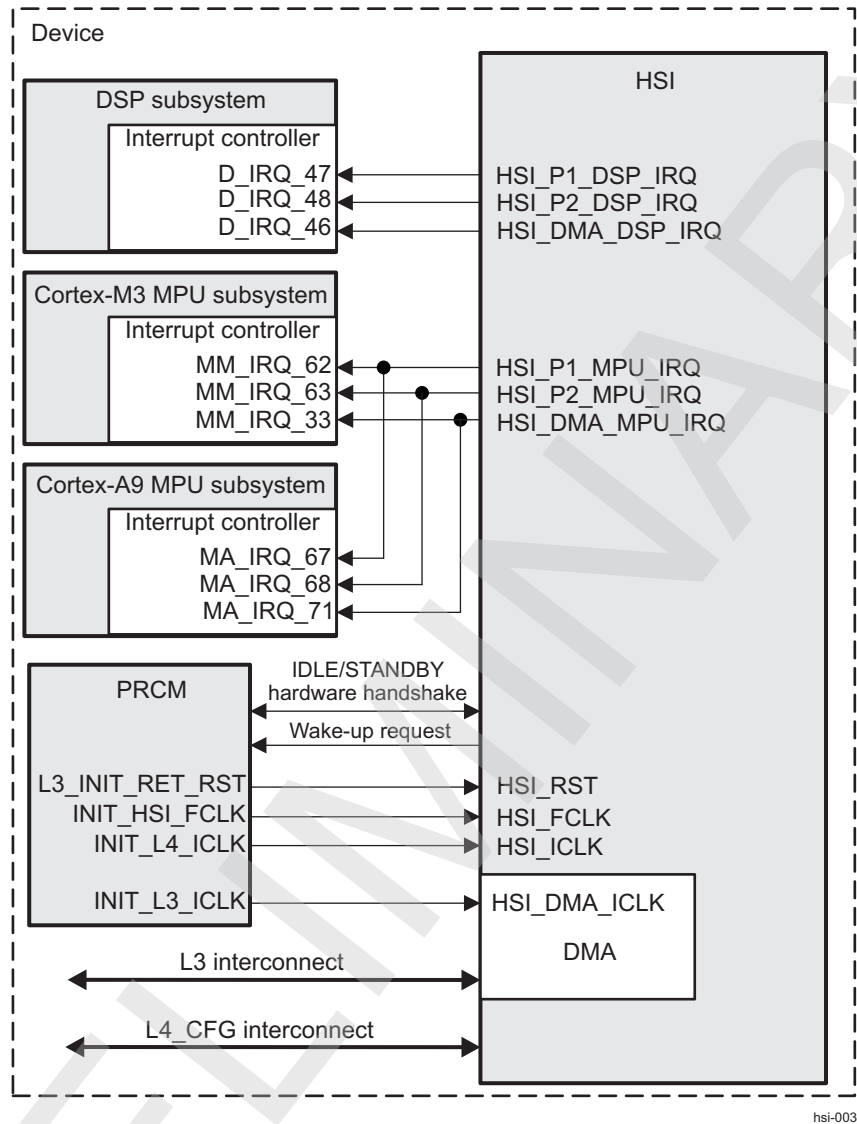 Device
HSI
DSP subsystem
Interrupt controller
D_IRQ_47
HSI_P1_DSP_IRQ
D_IRQ_48
HSI_P2_DSP_IRQ
D_IRQ_46
HSI_DMA_DSP_IRQ
Cortex-M3 MPU subsystem
Interrupt controller
MM_IRQ_62
HSI_P1_MPU_IRQ
MM_IRQ_63
HSI_P2_MPU_IRQ
MM_IRQ_33
HSI_DMA_MPU_IRQ
Cortex-A9 MPU subsystem
Interrupt controller
MA_IRQ_67
MA_IRQ_68
MA_IRQ_71
PRCM
IDLE/STANDBY
hardware handshake
Wake-up request
L3_INIT_RET_RST
HSI_RST
INIT_HSI_FCLK
HSI_FCLK
INIT_L4_ICLK
HSI_ICLK
INIT_L3_ICLK
HSI_DMA_ICLK
DMA
L3 interconnect
L4_CFG interconnect
hsi-003